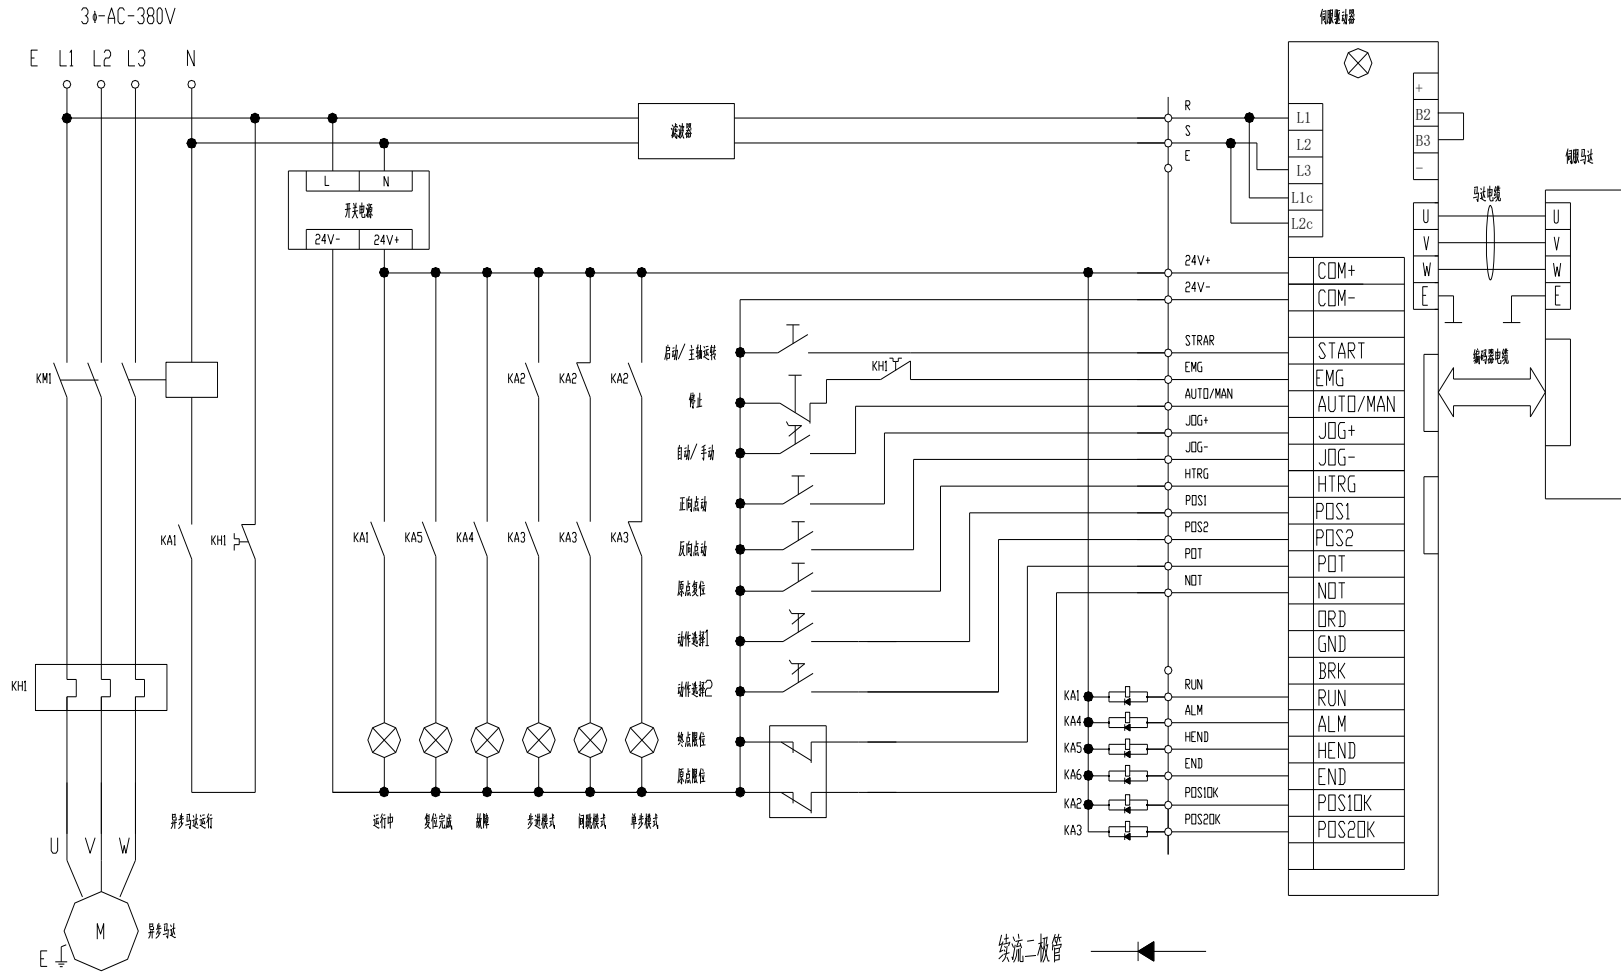 3ϕ-AC-380V
E L1 L2 L3 N
伺服驱动器
滤波器
R
S
E
L1
L2
L3
L1c
L2c
+
B2
B3
-
伺服马达
马达电缆
U
V
W
E
U
V
W
E
编码器电缆
L N
开关电源
24V- 24V+
24V+
24V-
STRAR
EMG
AUTO/MAN
JOG+
JOG-
HTRG
POS1
POS2
POT
NOT
RUN
ALM
HEND
END
POS1OK
POS2OK
COM+
COM-
START
EMG
AUTO/MAN
JOG+
JOG-
HTRG
POS1
POS2
POT
NOT
ORD
GND
BRK
RUN
ALM
HEND
END
POS1OK
POS2OK
启动/主轴运转
停止
自动/手动
正向点动
反向点动
原点复位
动作选择1
动作选择2
终点限位
原点限位
KH1
KM1
KA2 KA2 KA2
KA1 KH1 KA1 KA5 KA4 KA3 KA3 KA3
KH1
KA1
KA4
KA5
KA6
KA2
KA3
异步马达运行 运行中 复位完成 故障 步进模式 间歇模式 单步模式
U V W
M
异步马达
E
续流二极管